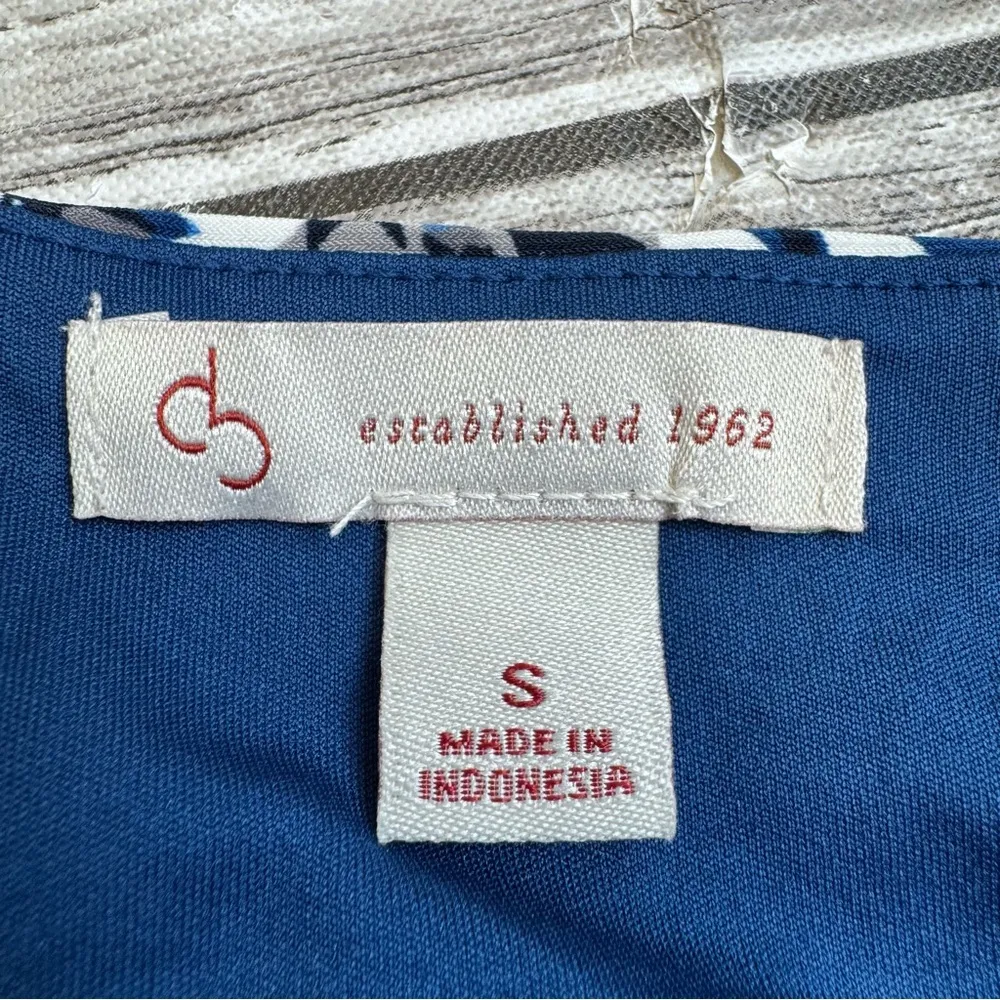 established 1962
S
MADE IN
INDONESIA